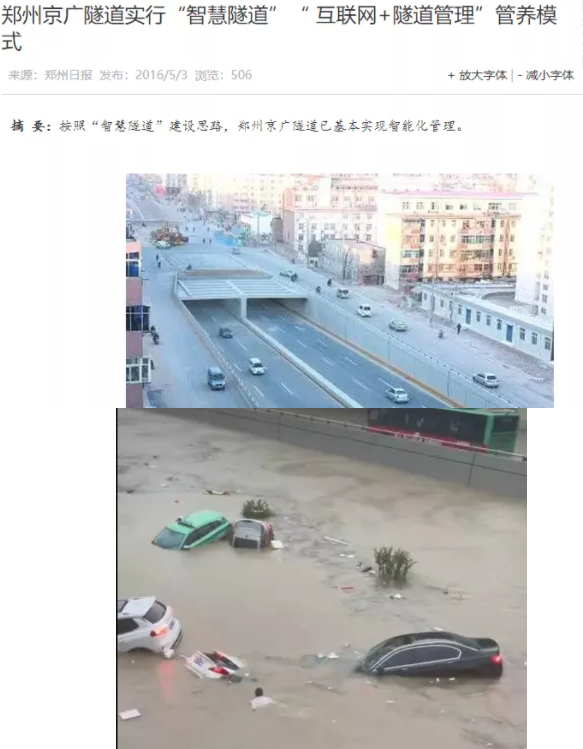 郑州京广隧道实行“智慧隧道” “ 互联网+隧道管理”管养模
式
来源：郑州日报 发布：2016/5/3 浏览：506
+ 放大字体 | - 减小字体
摘 要：按照“智慧隧道”建设思路，郑州京广隧道已基本实现智能化管理。